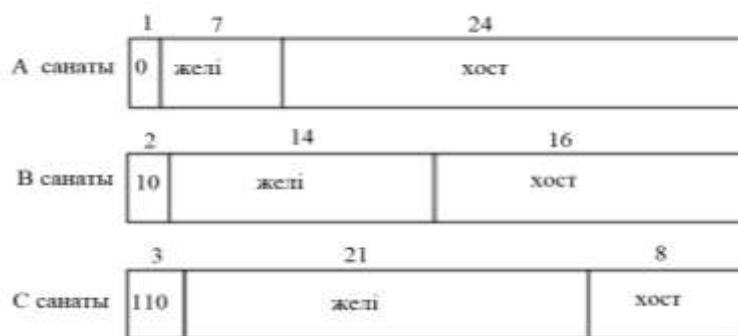 1 7 24
А санаты 0 желі хост
2 14 16
В санаты 10 желі хост
3 21 8
С санаты 110 желі хост